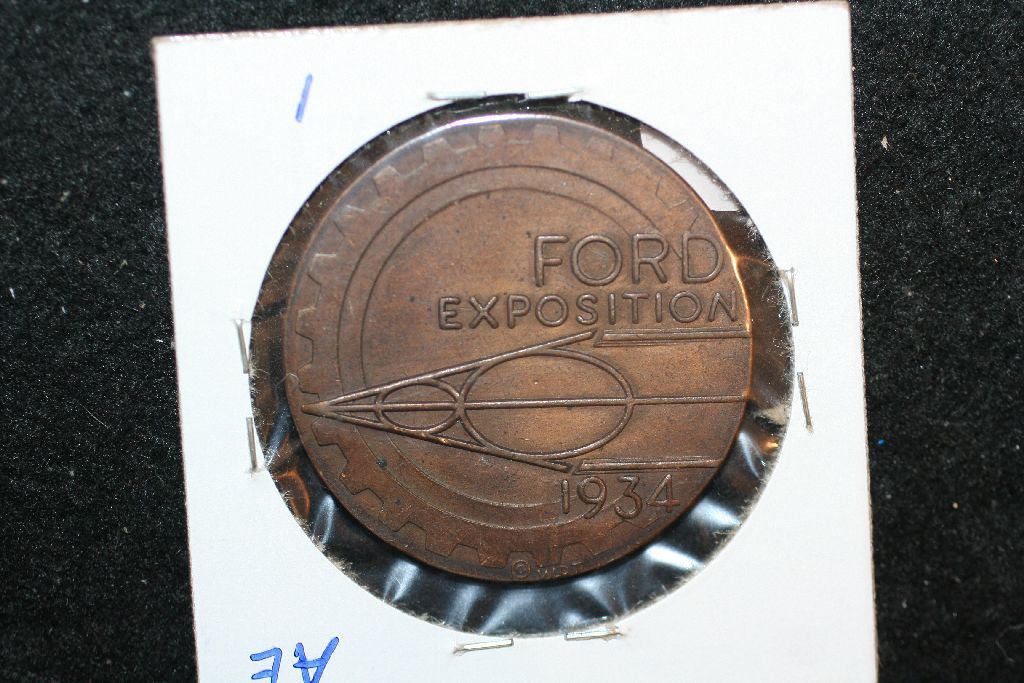 1
FORD
EXPOSITION
1934
AE